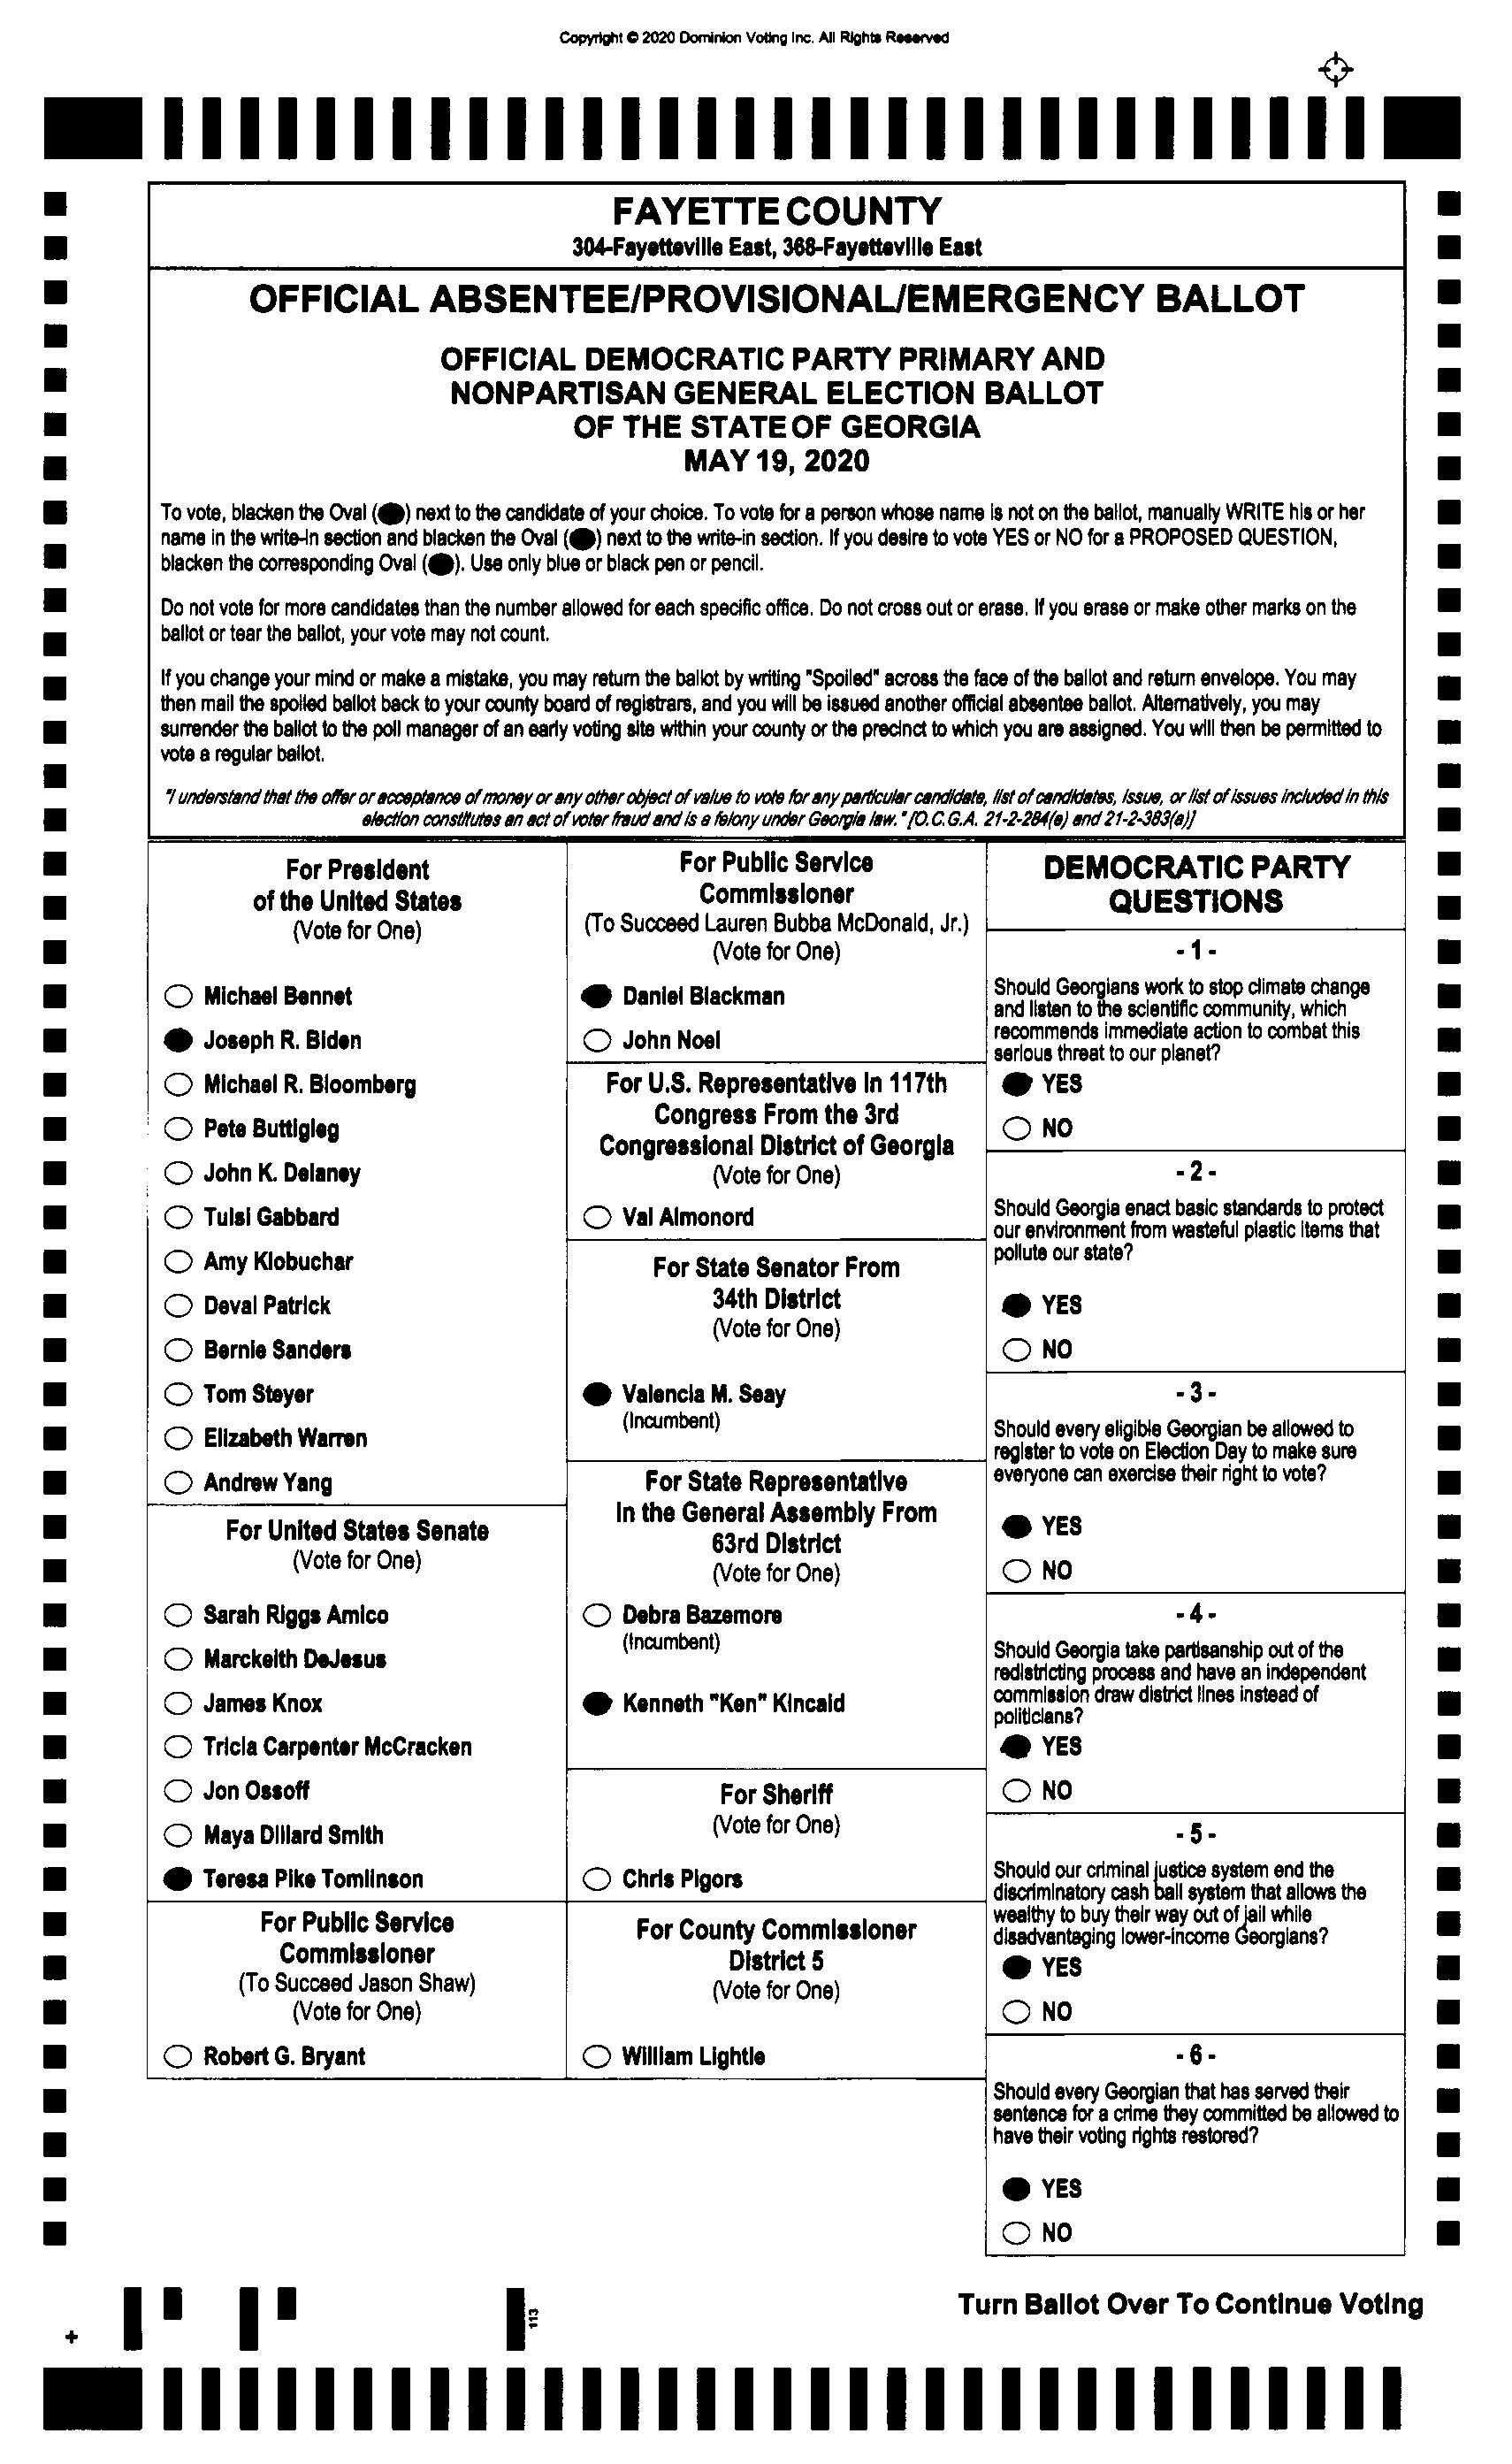 Copyright © 2020 Dominion Voting Inc. All Rights Reserved
FAYETTE COUNTY
304-Fayetteville East, 368-Fayetteville East
OFFICIAL ABSENTEE/PROVISIONAL/EMERGENCY BALLOT
OFFICIAL DEMOCRATIC PARTY PRIMARY AND
NONPARTISAN GENERAL ELECTION BALLOT
OF THE STATE OF GEORGIA
MAY 19, 2020
To vote, blacken the Oval ( ) next to the candidate of your choice. To vote for a person whose name is not on the ballot, manually WRITE his or her
name in the write-in section and blacken the Oval ( ) next to the write-in section. If you desire to vote YES or NO for a PROPOSED QUESTION,
blacken the corresponding Oval ( ). Use only blue or black pen or pencil.
Do not vote for more candidates than the number allowed for each specific office. Do not cross out or erase. If you erase or make other marks on the
ballot or tear the ballot, your vote may not count.
If you change your mind or make a mistake, you may return the ballot by writing "Spoiled" across the face of the ballot and return envelope. You may
then mail the spoiled ballot back to your county board of registrars, and you will be issued another official absentee ballot. Alternatively, you may
surrender the ballot to the poll manager of an early voting site within your county or the precinct to which you are assigned. You will then be permitted to
vote a regular ballot.
"I understand that the offer or acceptance of money or any other object of value to vote for any particular candidate, list of candidates, issue, or list of issues included in this
election constitutes an act of voter fraud and is a felony under Georgia law." [O.C.G.A. 21-2-284(e) and 21-2-383(a)]
For President
of the United States
(Vote for One)
Michael Bennet
Joseph R. Biden
Michael R. Bloomberg
Pete Buttigieg
John K. Delaney
Tulsi Gabbard
Amy Klobuchar
Deval Patrick
Bernie Sanders
Tom Steyer
Elizabeth Warren
Andrew Yang
For United States Senate
(Vote for One)
Sarah Riggs Amico
Marckeith DeJesus
James Knox
Tricia Carpenter McCracken
Jon Ossoff
Maya Dillard Smith
Teresa Pike Tomlinson
For Public Service
Commissioner
(To Succeed Jason Shaw)
(Vote for One)
Robert G. Bryant
For Public Service
Commissioner
(To Succeed Lauren Bubba McDonald, Jr.)
(Vote for One)
Daniel Blackman
John Noel
For U.S. Representative in 117th
Congress From the 3rd
Congressional District of Georgia
(Vote for One)
Val Almonord
For State Senator From
34th District
(Vote for One)
Valencia M. Seay
(Incumbent)
For State Representative
In the General Assembly From
63rd District
(Vote for One)
Debra Bazemore
(Incumbent)
Kenneth "Ken" Kincaid
For Sheriff
(Vote for One)
Chris Pigors
For County Commissioner
District 5
(Vote for One)
William Lightle
DEMOCRATIC PARTY
QUESTIONS
- 1 -
Should Georgians work to stop climate change
and listen to the scientific community, which
recommends immediate action to combat this
serious threat to our planet?
YES
NO
- 2 -
Should Georgia enact basic standards to protect
our environment from wasteful plastic items that
pollute our state?
YES
NO
- 3 -
Should every eligible Georgian be allowed to
register to vote on Election Day to make sure
everyone can exercise their right to vote?
YES
NO
- 4 -
Should Georgia take partisanship out of the
redistricting process and have an independent
commission draw district lines instead of
politicians?
YES
NO
- 5 -
Should our criminal justice system end the
discriminatory cash bail system that allows the
wealthy to buy their way out of jail while
disadvantaging lower-income Georgians?
YES
NO
- 6 -
Should every Georgian that has served their
sentence for a crime they committed be allowed to
have their voting rights restored?
YES
NO
Turn Ballot Over To Continue Voting
113